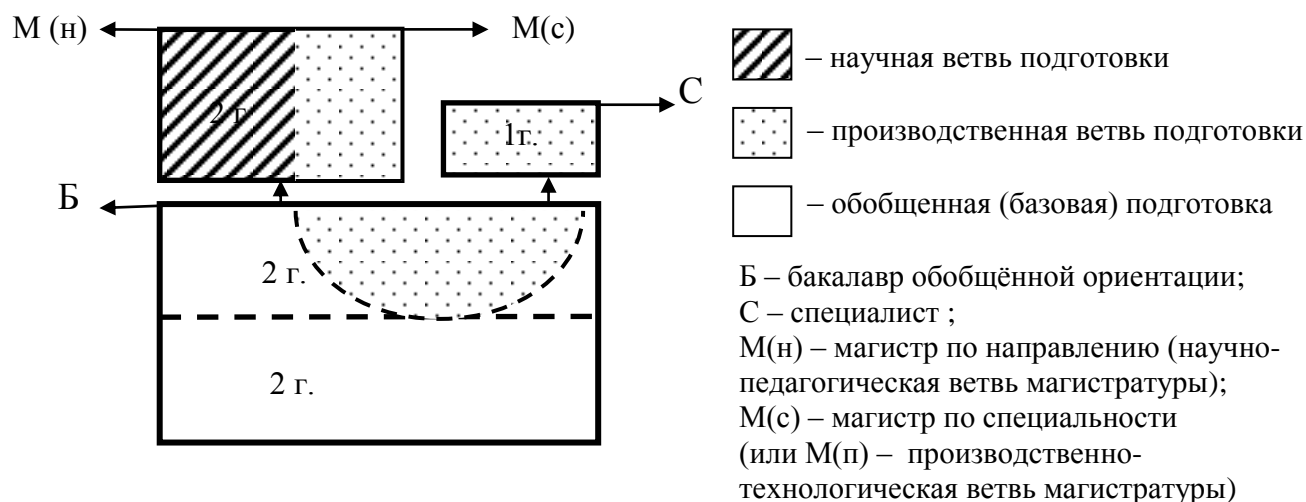 М (н)
М(с)
2 г.
С
1г.
Б
2 г.
2 г.
– научная ветвь подготовки
– производственная ветвь подготовки
– обобщенная (базовая) подготовка
Б – бакалавр обобщённой ориентации;
С – специалист ;
М(н) – магистр по направлению (научно-
педагогическая ветвь магистратуры);
М(с) – магистр по специальности
(или М(п) – производственно-
технологическая ветвь магистратуры)